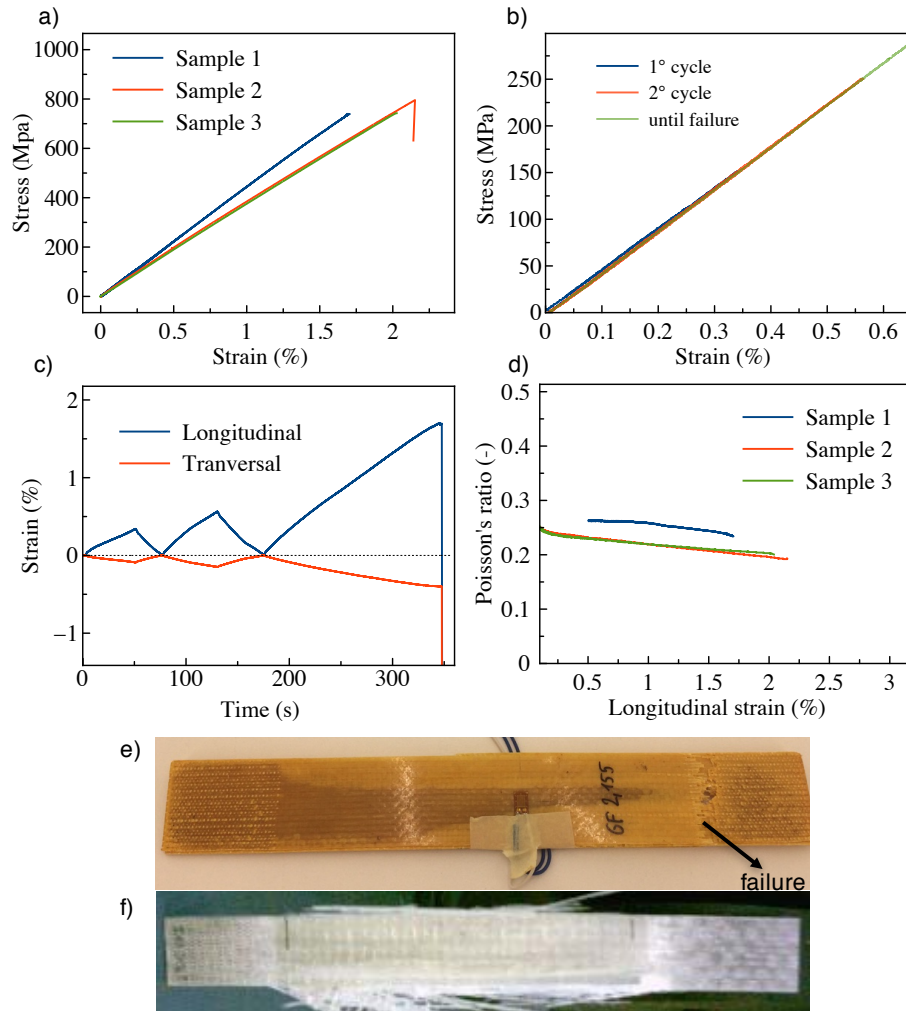 a)
1000
800
600
400
200
0
Stress (Mpa)
Sample 1
Sample 2
Sample 3
0
0.5
1
1.5
2
Strain (%)
b)
250
200
150
100
50
0
Stress (MPa)
1° cycle
2° cycle
until failure
0
0.1
0.2
0.3
0.4
0.5
0.6
Strain (%)
c)
2
1
0
−1
Strain (%)
Longitudinal
Tranversal
0
100
200
300
Time (s)
d)
0.5
0.4
0.3
0.2
0.1
0
Poisson's ratio (-)
Sample 1
Sample 2
Sample 3
0.5
1
1.5
2
2.5
3
Longitudinal strain (%)
e)
GF 2,155
failure
f)